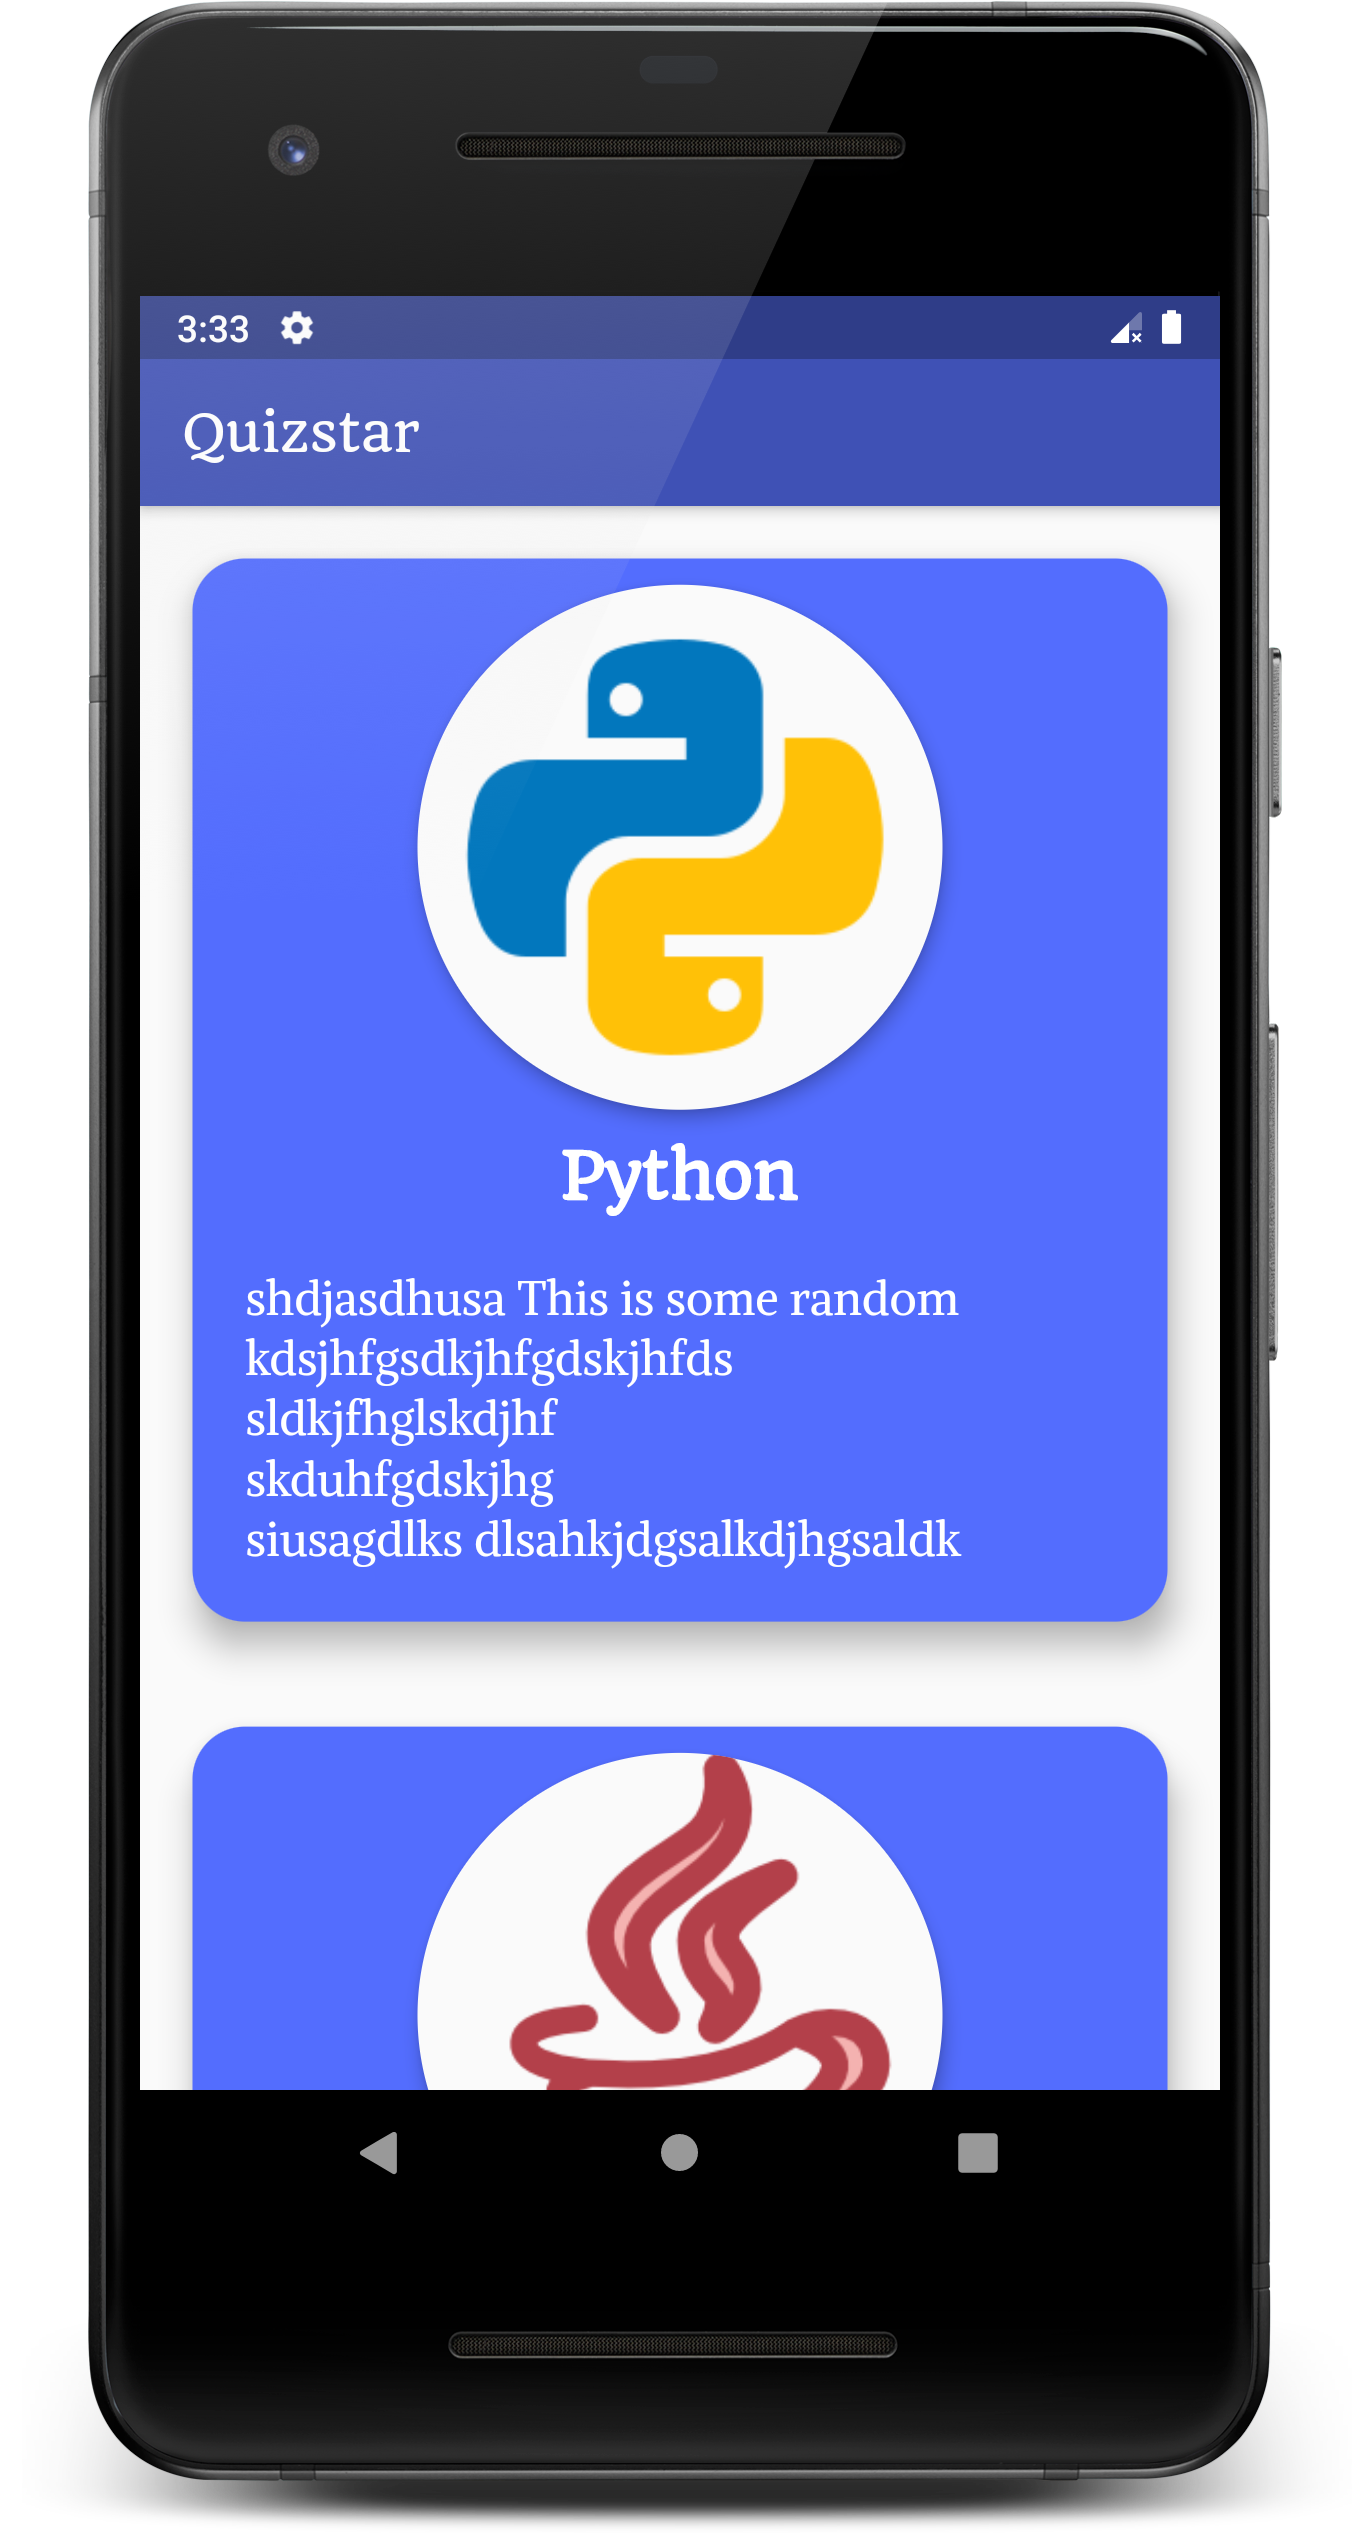 3:33
Quizstar
Python
shdjasdhusa This is some random
kdsjhfgsdkjhfgdskjhfds
sldkjfhglskdjhf
skduhfgdskjhg
siusagdlks dlsahkjdgsalkdjhgsaldk